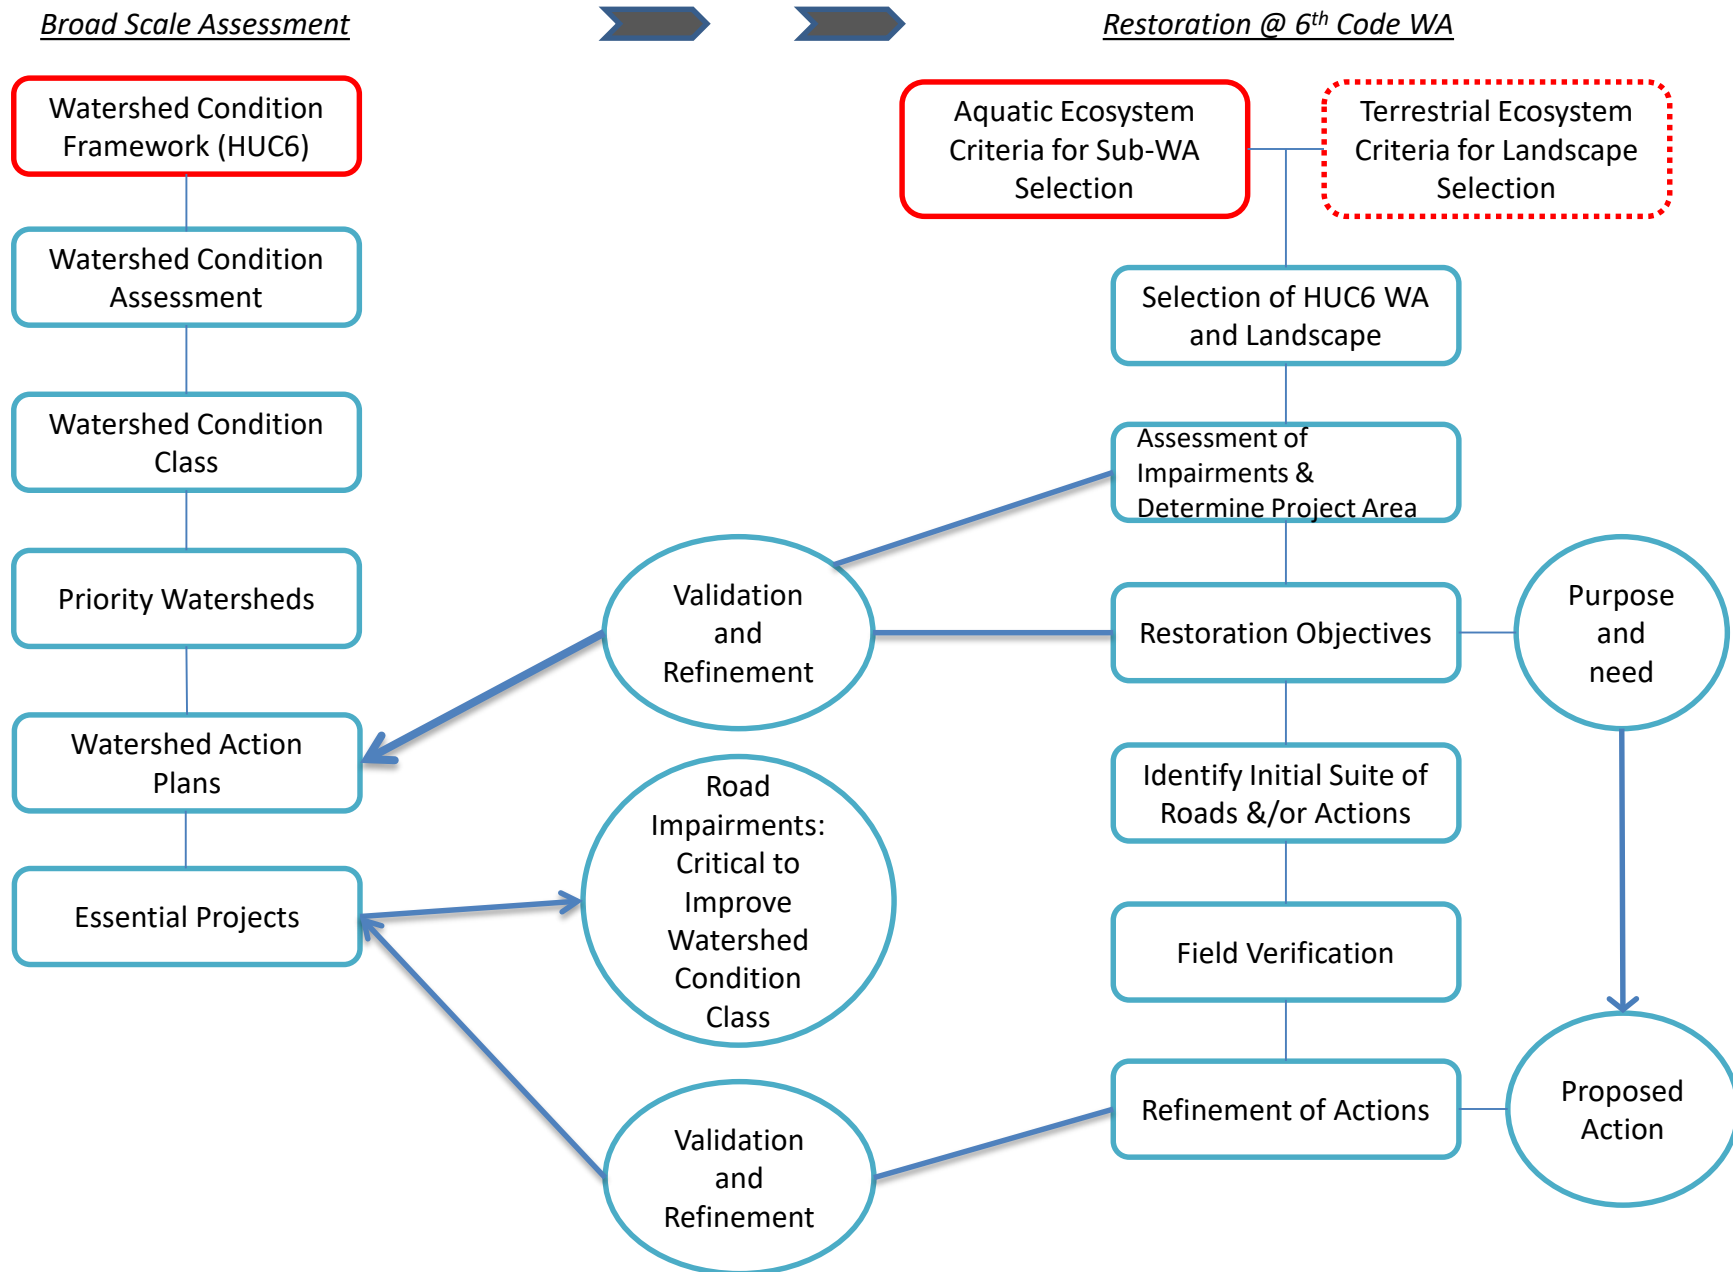 Broad Scale Assessment
Restoration @ 6th Code WA
Watershed Condition
Framework (HUC6)
Watershed Condition
Assessment
Watershed Condition
Class
Priority Watersheds
Watershed Action
Plans
Essential Projects
Validation
and
Refinement
Road
Impairments:
Critical to
Improve
Watershed
Condition
Class
Validation
and
Refinement
Aquatic Ecosystem
Criteria for Sub-WA
Selection
Terrestrial Ecosystem
Criteria for Landscape
Selection
Selection of HUC6 WA
and Landscape
Assessment of
Impairments &
Determine Project Area
Restoration Objectives
Identify Initial Suite of
Roads &/or Actions
Field Verification
Refinement of Actions
Purpose
and
need
Proposed
Action